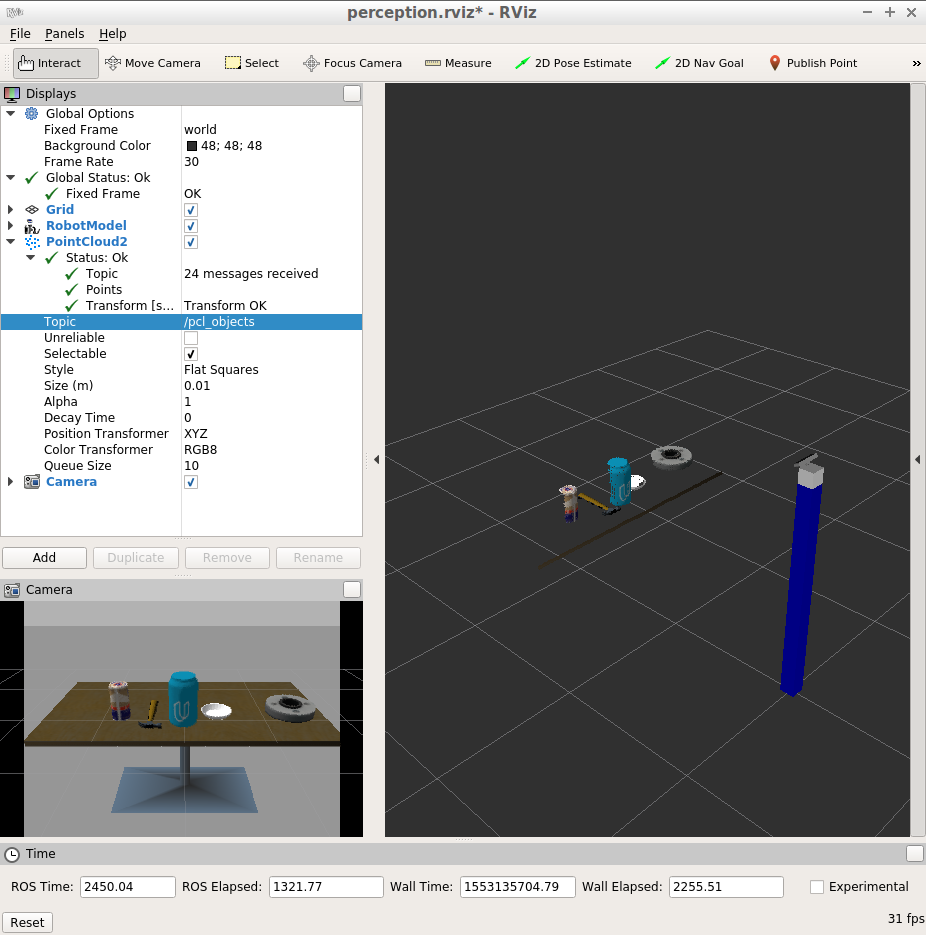 RViz perception.rviz* - RViz
File Panels Help
Interact Move Camera Select Focus Camera Measure 2D Pose Estimate 2D Nav Goal Publish Point »
Displays
Global Options
Fixed Frame world
Background Color 48; 48; 48
Frame Rate 30
Global Status: Ok
Fixed Frame OK
Grid
RobotModel
PointCloud2
Status: Ok
Topic 24 messages received
Points
Transform [s... Transform OK
Topic /pcl_objects
Unreliable
Selectable
Style Flat Squares
Size (m) 0.01
Alpha 1
Decay Time 0
Position Transformer XYZ
Color Transformer RGB8
Queue Size 10
Camera
Add Duplicate Remove Rename
Camera
Time
ROS Time: 2450.04 ROS Elapsed: 1321.77 Wall Time: 1553135704.79 Wall Elapsed: 2255.51 Experimental
Reset 31 fps